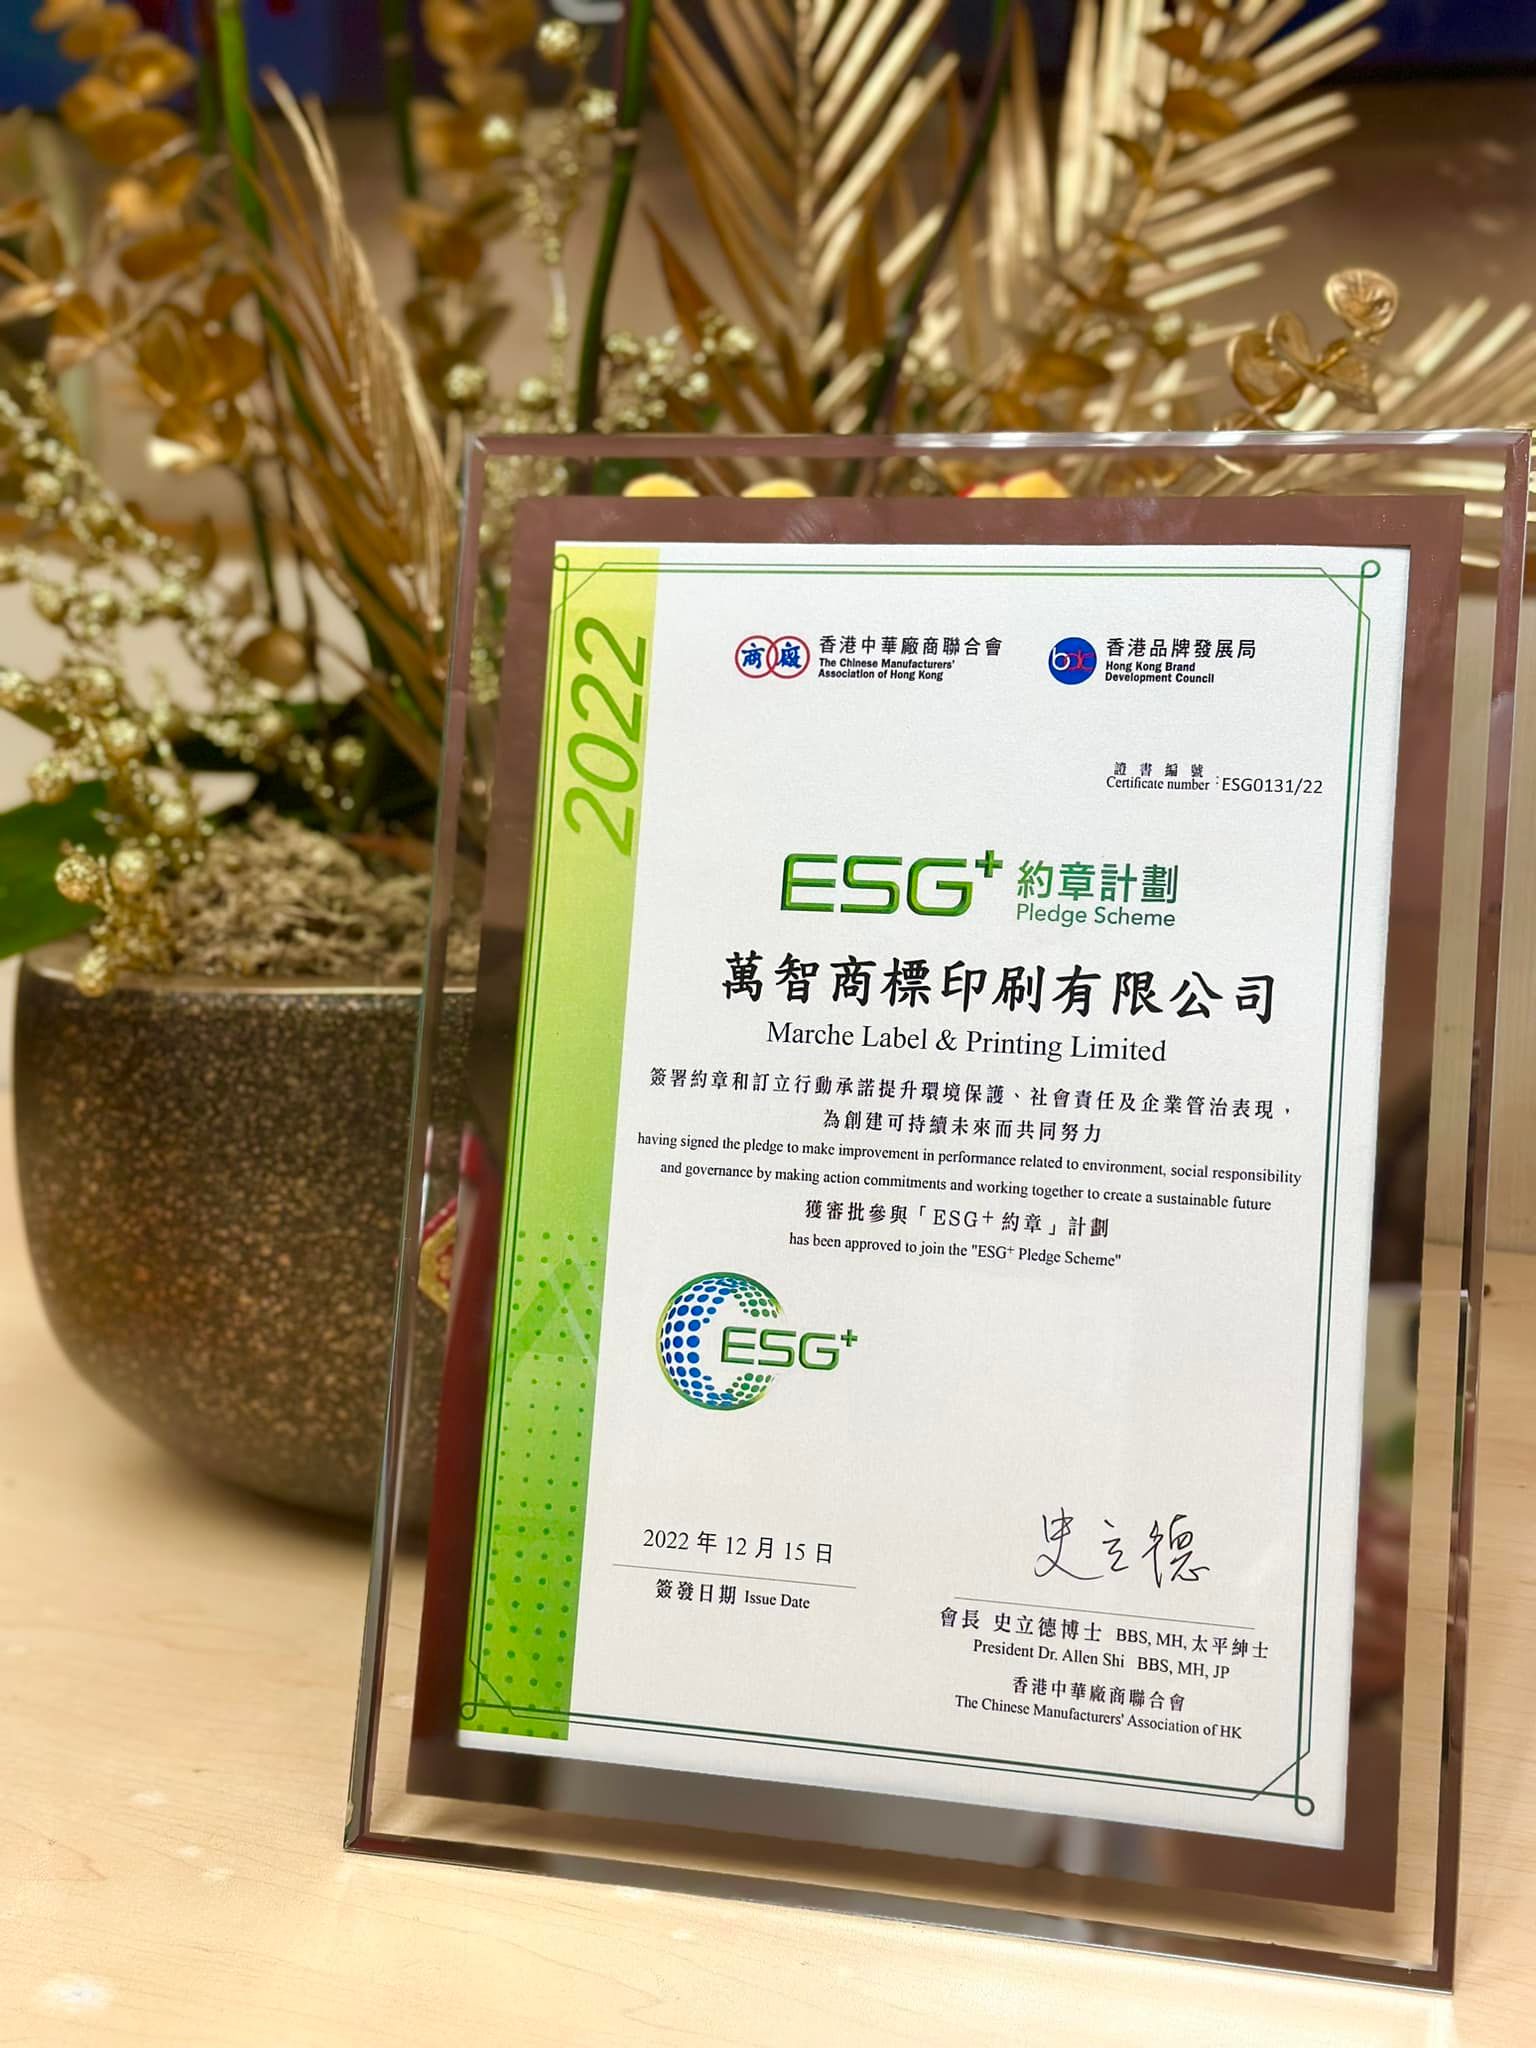 2022
商廠
香港中華廠商聯合會
The Chinese Manufacturers'
Association of Hong Kong
bdc
香港品牌發展局
Hong Kong Brand
Development Council
證書編號
Certificate number : ESG0131/22
ESG+ 約章計劃
Pledge Scheme
萬智商標印刷有限公司
Marche Label & Printing Limited
簽署約章和訂立行動承諾提升環境保護、社會責任及企業管治表現，
為創建可持續未來而共同努力
having signed the pledge to make improvement in performance related to environment, social responsibility
and governance by making action commitments and working together to create a sustainable future
獲審批參與「ESG+ 約章」計劃
has been approved to join the "ESG+ Pledge Scheme"
ESG+
2022 年 12 月 15 日
簽發日期 Issue Date
史立德
會長 史立德博士 BBS, MH, 太平紳士
President Dr. Allen Shi BBS, MH, JP
香港中華廠商聯合會
The Chinese Manufacturers' Association of HK